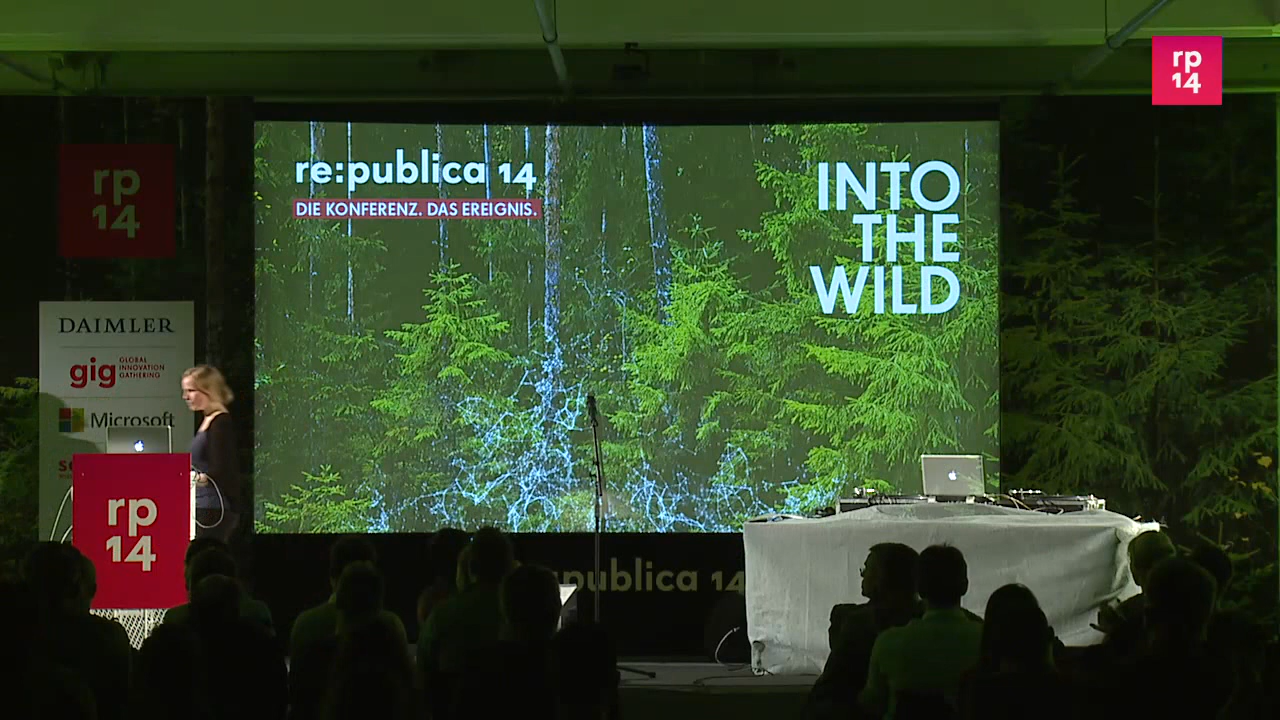 rp
14
re:publica 14
DIE KONFERENZ. DAS EREIGNIS.
INTO
THE
WILD
rp
14
DAIMLER
gig GLOBAL
INNOVATION
GATHERING
Microsoft
rp
14
publica 14